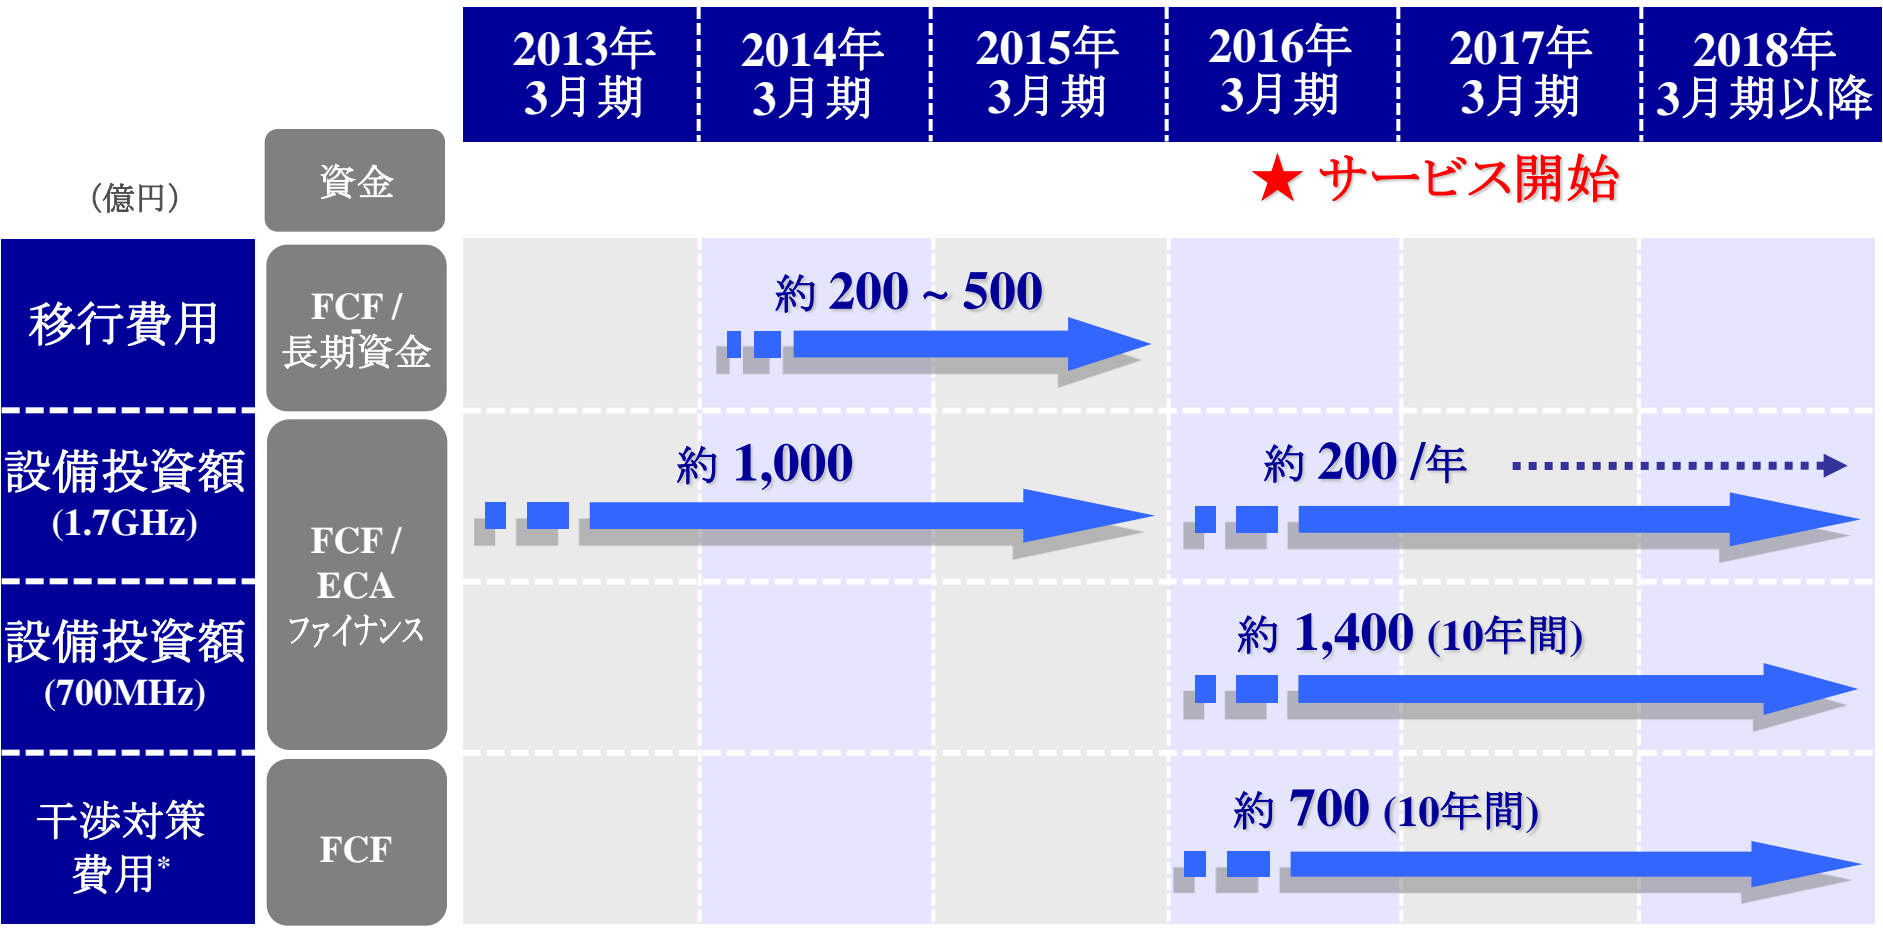 2013年
3月期
2014年
3月期
2015年
3月期
2016年
3月期
2017年
3月期
2018年
3月期以降
(億円)
資金
★ サービス開始
移行費用
FCF /
長期資金
約 200 ~ 500
設備投資額
(1.7GHz)
FCF /
ECA
ファイナンス
約 1,000
約 200 /年
設備投資額
(700MHz)
約 1,400 (10年間)
干渉対策
費用*
FCF
約 700 (10年間)